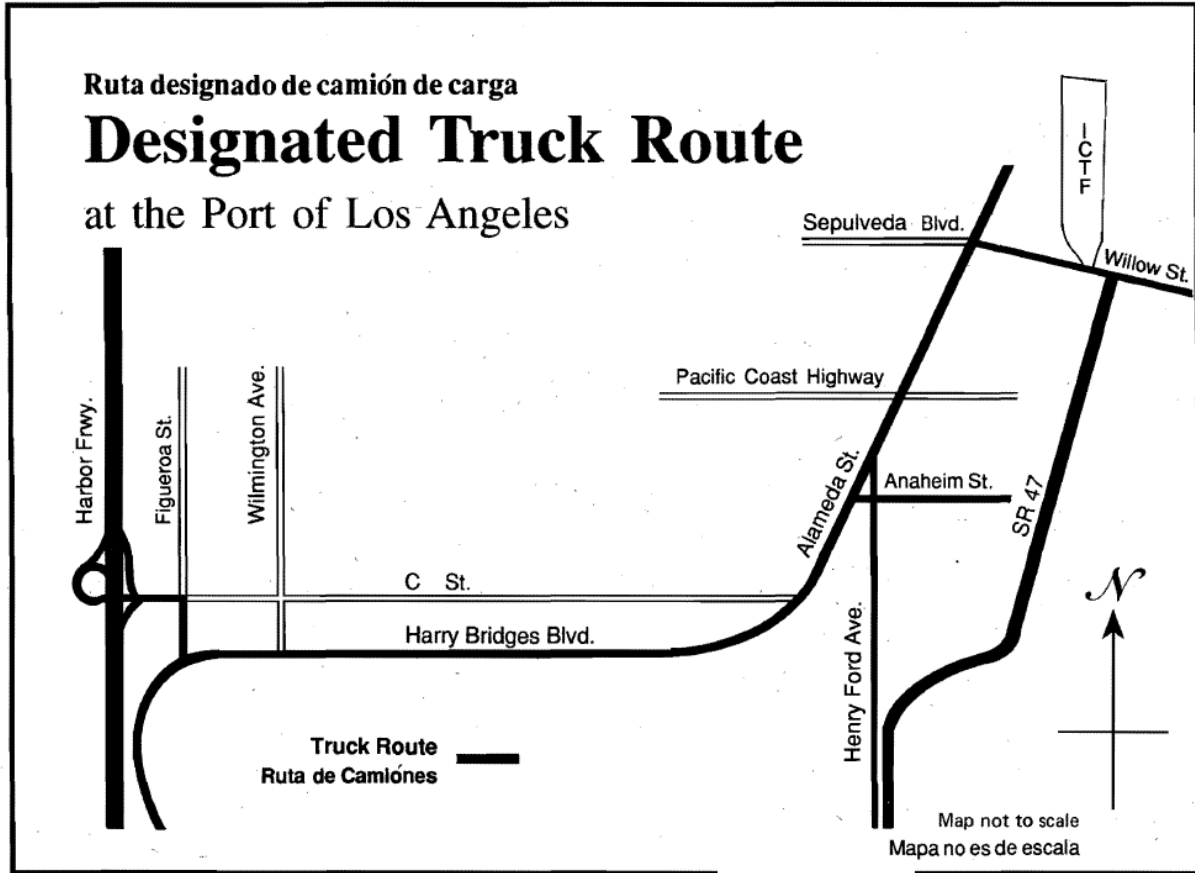 Ruta designado de camión de carga
Designated Truck Route
at the Port of Los Angeles
ICTF
Sepulveda Blvd.
Willow St.
Pacific Coast Highway
Harbor Frwy.
Figueroa St.
Wilmington Ave.
Alameda St.
Anaheim St.
SR 47
C St.
Harry Bridges Blvd.
Henry Ford Ave.
N
Truck Route
Ruta de Camiónes
Map not to scale
Mapa no es de escala